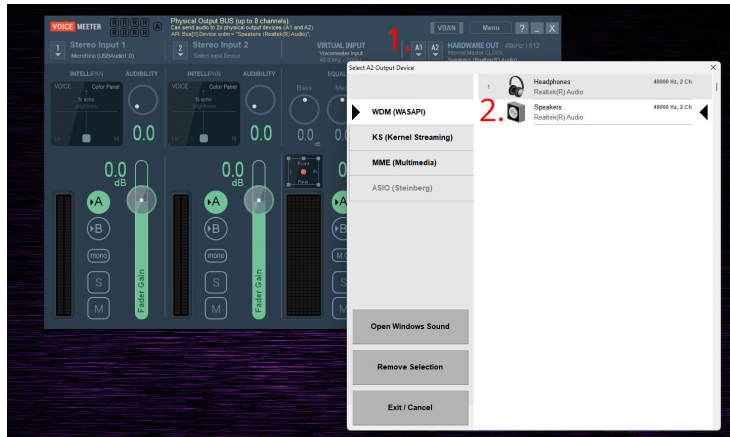 VOICE MEETER
Physical Output BUS (up to 8 channels)
Can send audio to 2x physical output devices (A1 and A2)
API: Bus[1].Device.wdm = "Speakers (Realtek(R) Audio)";
VBAN
Menu
?
_
X
1.
1 Stereo Input 1
2 Stereo Input 2
Select Input Device
VIRTUAL INPUT
Voicemeeter Input
A1 A2
HARDWARE OUT 48kHz | 512
Internal Master CLOCK
Speakers (Realtek(R) Audio)
INTELLIPAN AUDIBILITY INTELLIPAN AUDIBILITY
VOICE Color Panel
fx echo
brightness
Lo Hi
0.0
VOICE Color Panel
fx echo
brightness
Lo Hi
0.0
Bass
0.0 0.0
dB
0.0
dB
0.0
dB
Front
L R
Rear
A
B
mono
S
M
Fader Gain
A
B
mono
S
M
Fader Gain
A
B
S
M
Select A2 Output Device
WDM (WASAPI)
KS (Kernel Streaming)
MME (Multimedia)
ASIO (Steinberg)
Open Windows Sound
Remove Selection
Exit / Cancel
1
Headphones 48000 Hz, 2 Ch
Realtek(R) Audio
2.
Speakers 48000 Hz, 2 Ch
Realtek(R) Audio